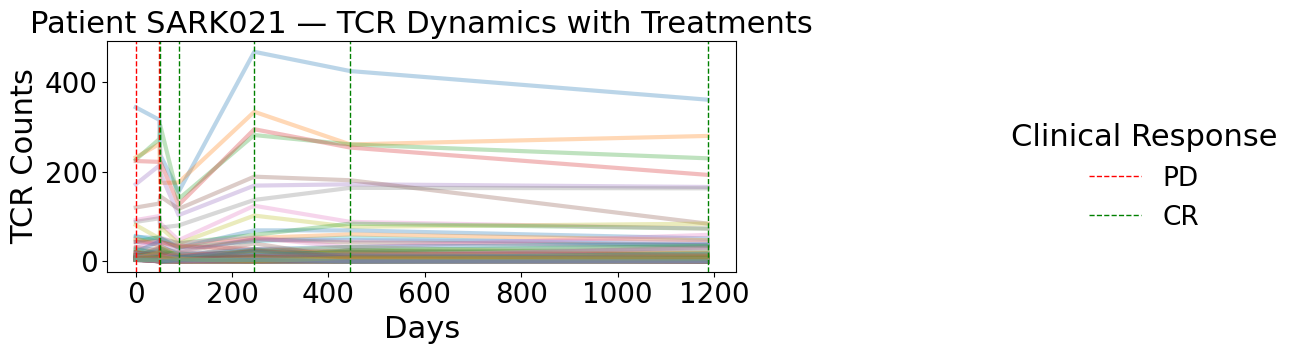 Patient SARK021 — TCR Dynamics with Treatments
TCR Counts
400
200
0
0 200 400 600 800 1000 1200
Days
Clinical Response
PD
CR